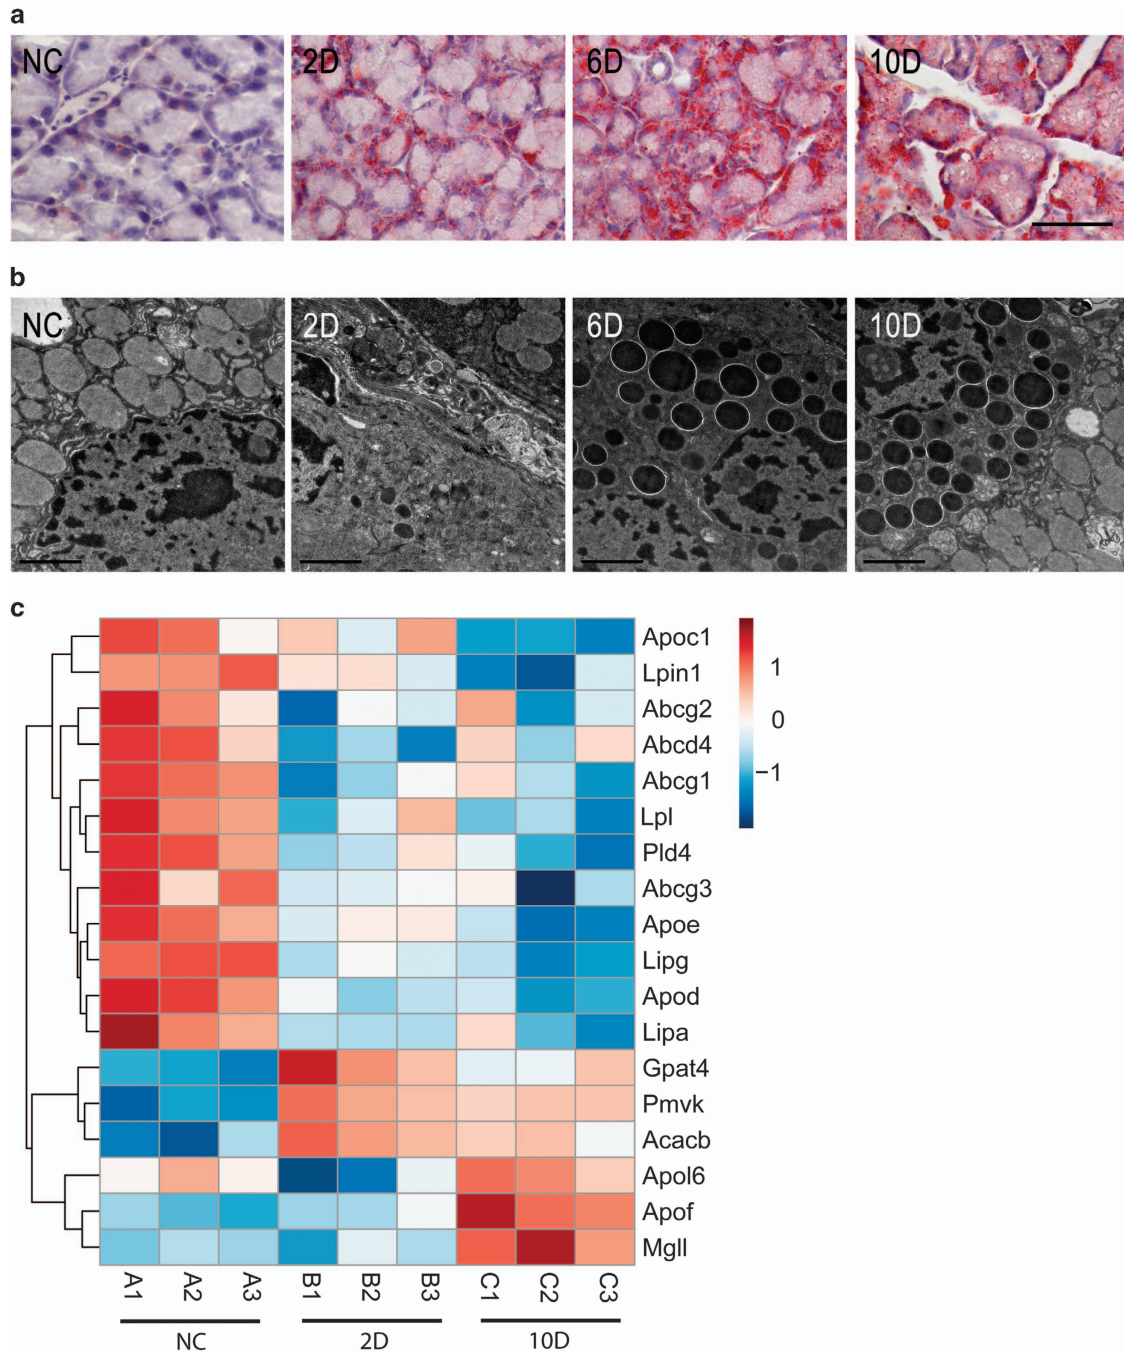 a
NC 2D 6D 10D
b
NC 2D 6D 10D
c
Apoc1
Lpin1
Abcg2
Abcd4
Abcg1
Lpl
Pld4
Abcg3
Apoe
Lipg
Apod
Lipa
Gpat4
Pmvk
Acacb
Apol6
Apof
Mgll
1
0
−1
A1 A2 A3 B1 B2 B3 C1 C2 C3
NC 2D 10D